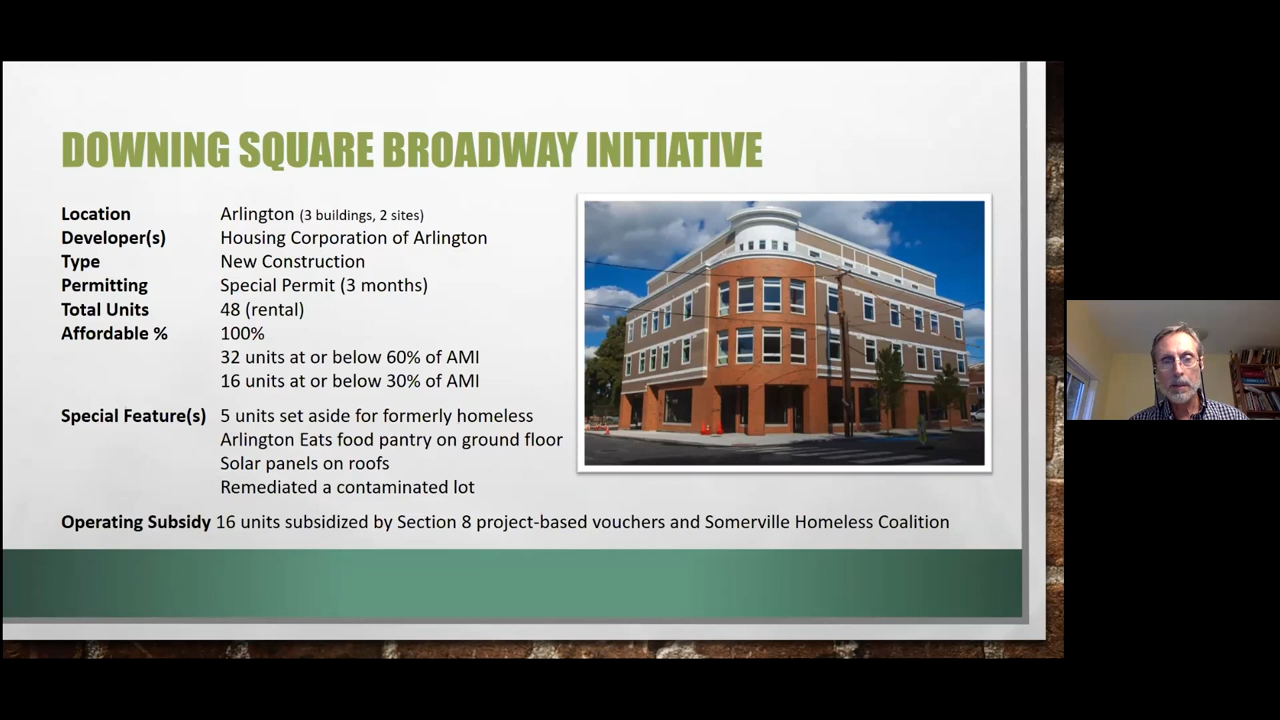 DOWNING SQUARE BROADWAY INITIATIVE
Location Arlington (3 buildings, 2 sites)
Developer(s) Housing Corporation of Arlington
Type New Construction
Permitting Special Permit (3 months)
Total Units 48 (rental)
Affordable % 100%
32 units at or below 60% of AMI
16 units at or below 30% of AMI
Special Feature(s) 5 units set aside for formerly homeless
Arlington Eats food pantry on ground floor
Solar panels on roofs
Remediated a contaminated lot
Operating Subsidy 16 units subsidized by Section 8 project-based vouchers and Somerville Homeless Coalition